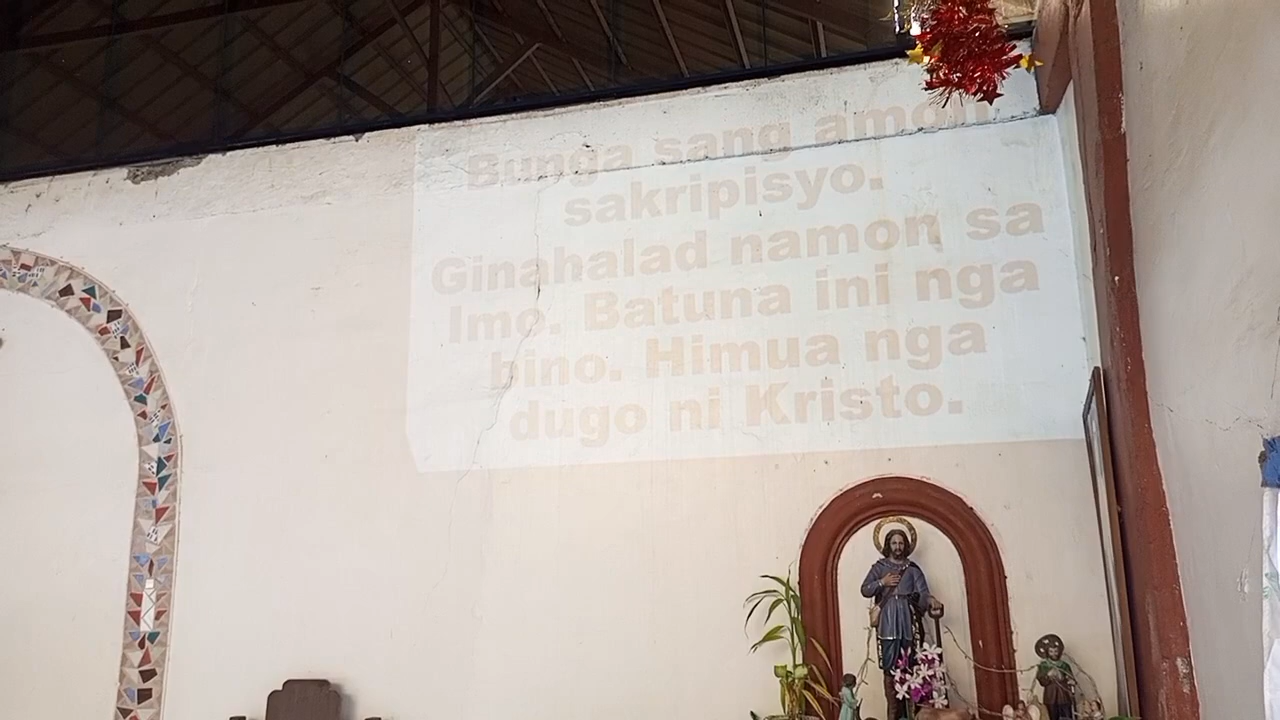 Bunga sang amon
sakripisyo.
Ginahalad namon sa
Imo. Batuna ini nga
bino. Himua nga
dugo ni Kristo.